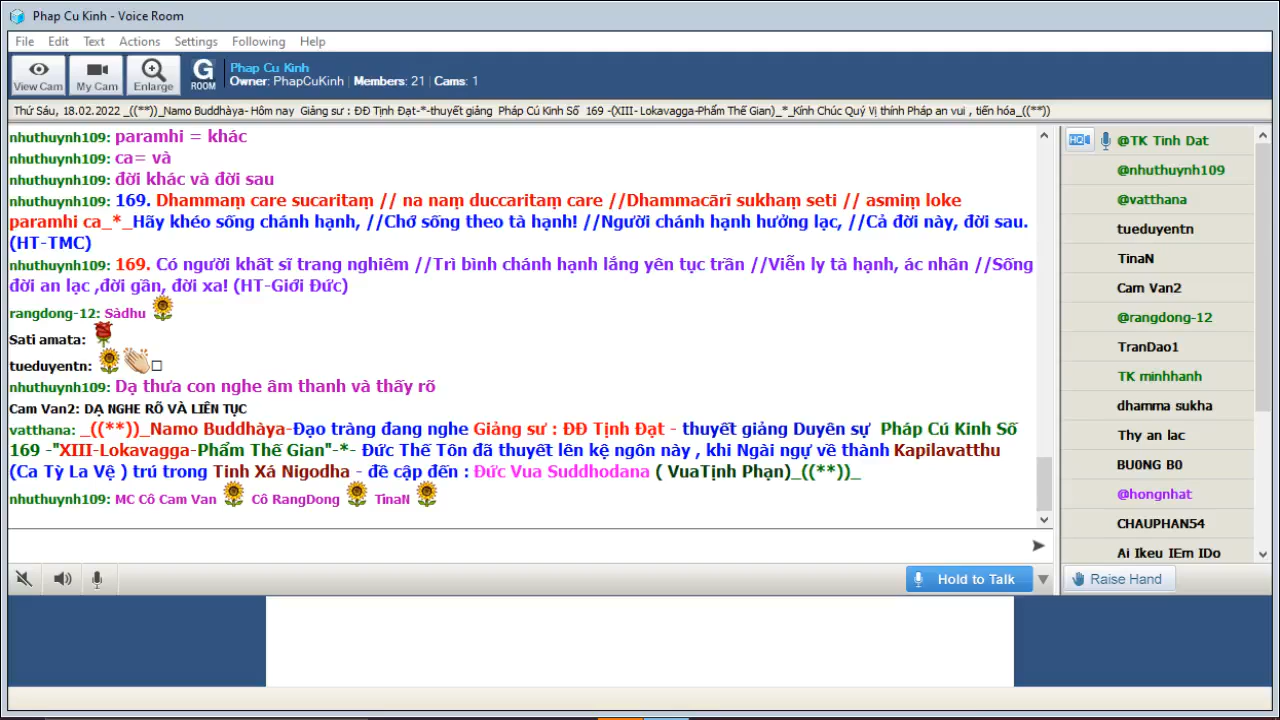 Phap Cu Kinh - Voice Room
File Edit Text Actions Settings Following Help
View Cam My Cam Enlarge G ROOM
Phap Cu Kinh
Owner: PhapCuKinh | Members: 21 | Cams: 1
Thứ Sáu, 18.02.2022 _((**))_Namo Buddhàya- Hôm nay Giảng sư : ĐĐ Tịnh Đạt-*-thuyết giảng Pháp Cú Kinh Số 169 -(XIII- Lokavagga-Phẩm Thế Gian)_*_Kính Chúc Quý Vị thính Pháp an vui , tiến hóa_((**))
nhuthuynh109: paramhi = khác
nhuthuynh109: ca= và
nhuthuynh109: đời khác và đời sau
nhuthuynh109: 169. Dhammaṃ care sucaritaṃ // na naṃ duccaritaṃ care //Dhammacārī sukhaṃ seti // asmiṃ loke
paramhi ca_*_Hãy khéo sống chánh hạnh, //Chớ sống theo tà hạnh! //Người chánh hạnh hưởng lạc, //Cả đời này, đời sau.
(HT-TMC)
nhuthuynh109: 169. Có người khất sĩ trang nghiêm //Trì bình chánh hạnh lắng yên tục trần //Viễn ly tà hạnh, ác nhân //Sống
đời an lạc ,đời gần, đời xa! (HT-Giới Đức)
rangdong-12: Sàdhu
Sati amata:
tueduyentn:
nhuthuynh109: Dạ thưa con nghe âm thanh và thấy rõ
Cam Van2: DẠ NGHE RÕ VÀ LIÊN TỤC
vatthana: _((**))_Namo Buddhàya-Đạo tràng đang nghe Giảng sư : ĐĐ Tịnh Đạt - thuyết giảng Duyên sự Pháp Cú Kinh Số
169 -"XIII-Lokavagga-Phẩm Thế Gian"-*- Đức Thế Tôn đã thuyết lên kệ ngôn này , khi Ngài ngự về thành Kapilavatthu
(Ca Tỳ La Vệ ) trú trong Tinh Xá Nigodha - đề cập đến : Đức Vua Suddhodana ( VuaTịnh Phạn)_((**))_
nhuthuynh109: MC Cô Cam Van Cô RangDong TinaN
Hold to Talk
HQ @TK Tinh Dat
@nhuthuynh109
@vatthana
tueduyentn
TinaN
Cam Van2
@rangdong-12
TranDao1
TK minhhanh
dhamma sukha
Thy an lac
BU0NG B0
@hongnhat
CHAUPHAN54
Ai Ikeu IEm IDo
Raise Hand